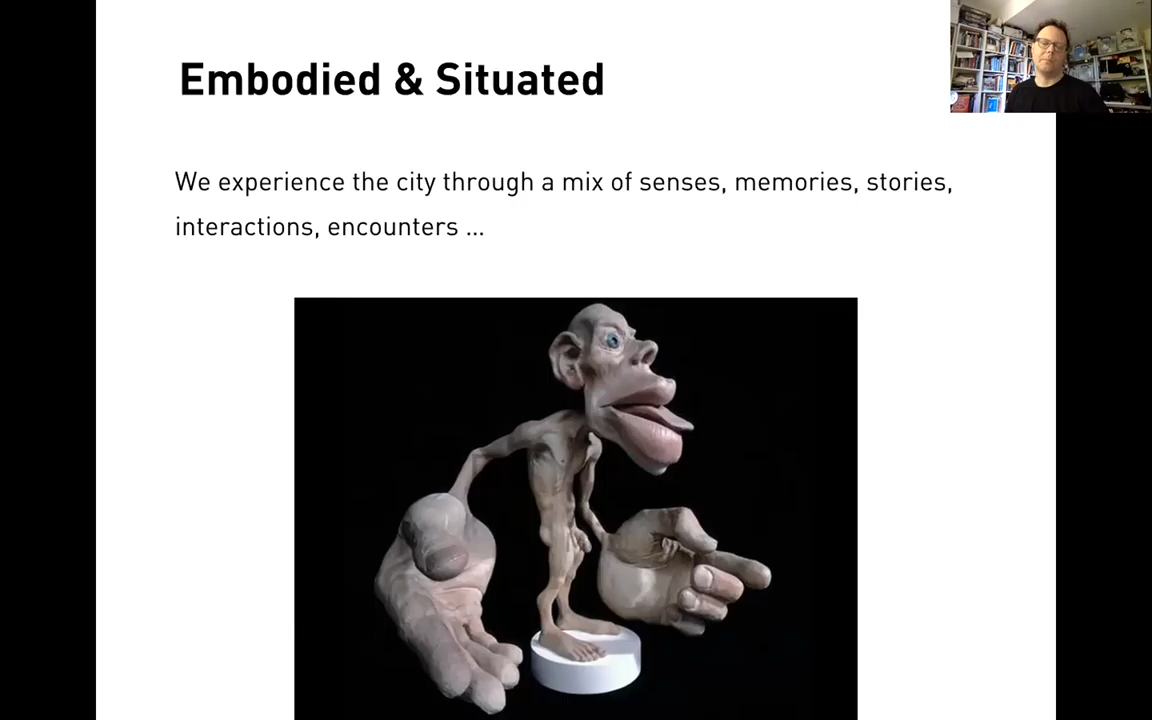 Embodied & Situated
We experience the city through a mix of senses, memories, stories,
interactions, encounters ...